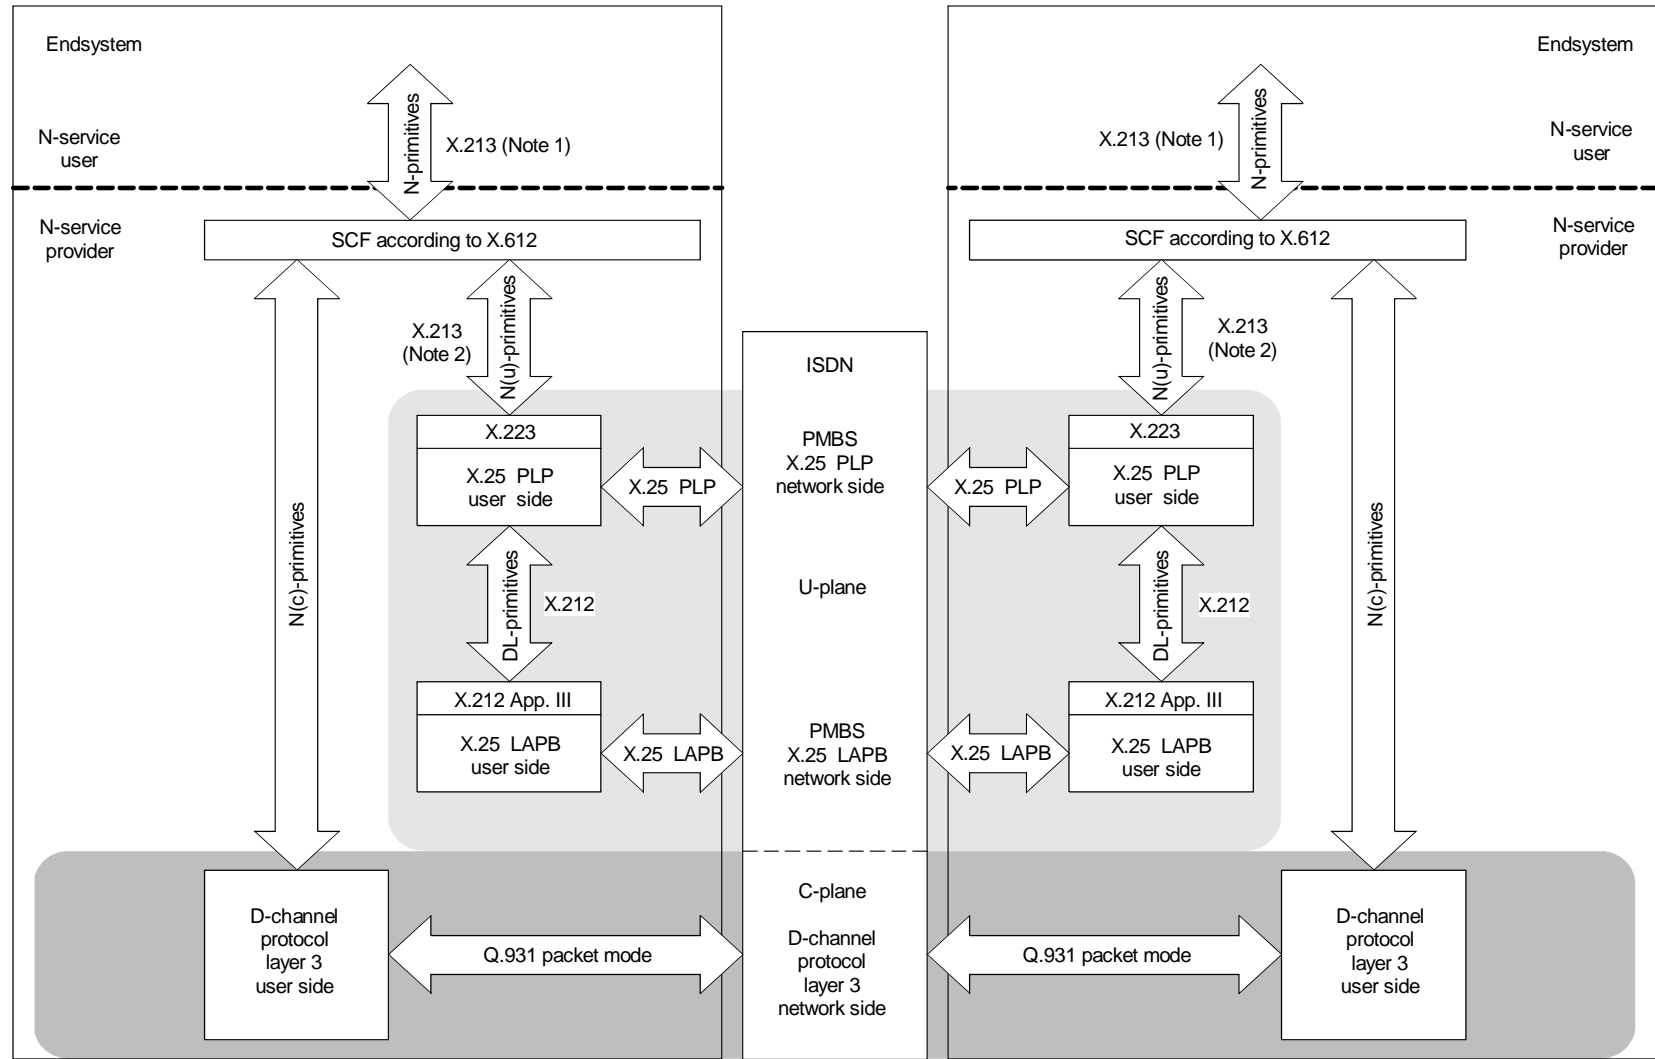 Endsystem
N-service
user
N-primitives
X.213 (Note 1)
N-service
provider
SCF according to X.612
N(c)-primitives
X.213
(Note 2)
N(u)-primitives
X.223
X.25 PLP
user side
X.25 PLP
DL-primitives
X.212
X.212 App. III
X.25 LAPB
user side
X.25 LAPB
D-channel
protocol
layer 3
user side
Q.931 packet mode
ISDN
PMBS
X.25 PLP
network side
U-plane
PMBS
X.25 LAPB
network side
C-plane
D-channel
protocol
layer 3
network side
Endsystem
X.213 (Note 1)
N-primitives
N-service
user
N-service
provider
SCF according to X.612
N(u)-primitives
X.213
(Note 2)
N(c)-primitives
X.25 PLP
X.223
X.25 PLP
user side
DL-primitives
X.212
X.25 LAPB
X.212 App. III
X.25 LAPB
user side
Q.931 packet mode
D-channel
protocol
layer 3
user side